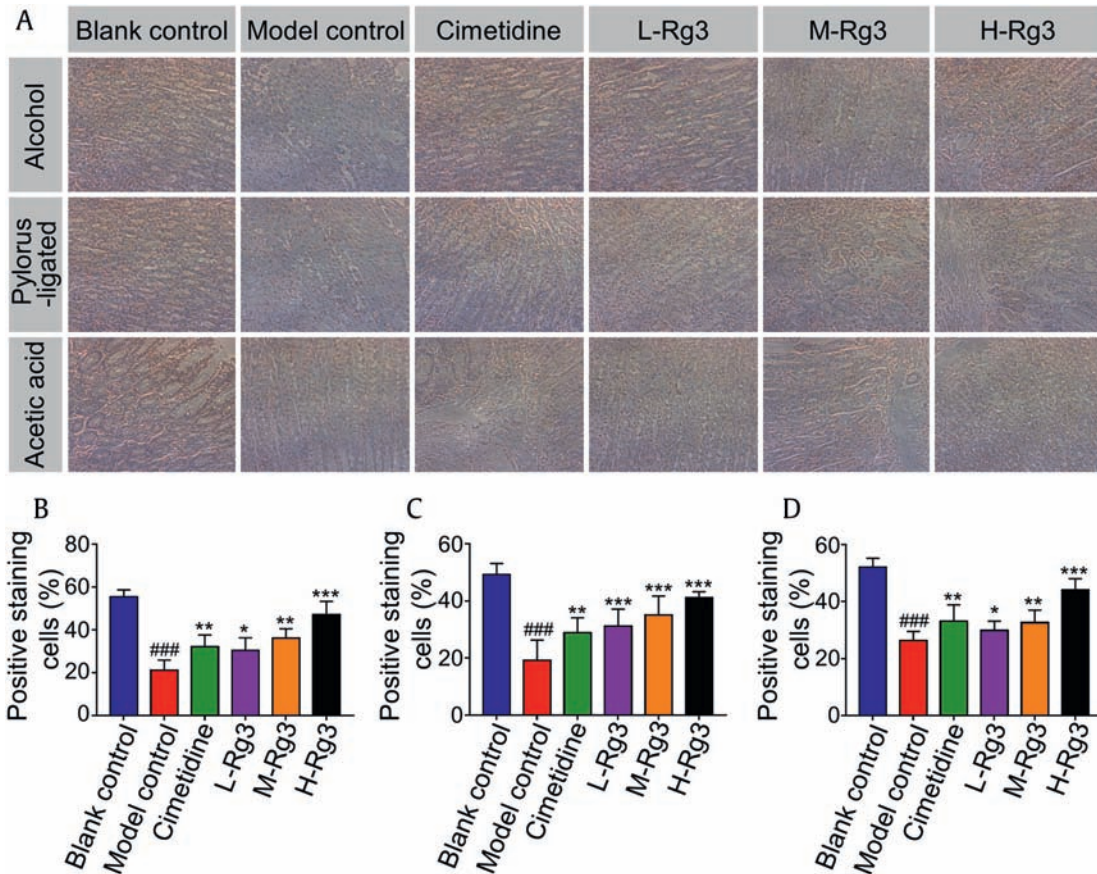 A
Blank control
Model control
Cimetidine
L-Rg3
M-Rg3
H-Rg3
Alcohol
Pylorus
-ligated
Acetic acid
B
Positive staining
cells (%)
80
60
40
20
0
###
**
*
**
***
Blank control
Model control
Cimetidine
L-Rg3
M-Rg3
H-Rg3
C
Positive staining
cells (%)
60
40
20
0
###
**
***
***
***
Blank control
Model control
Cimetidine
L-Rg3
M-Rg3
H-Rg3
D
Positive staining
cells (%)
60
40
20
0
###
**
*
**
***
Blank control
Model control
Cimetidine
L-Rg3
M-Rg3
H-Rg3